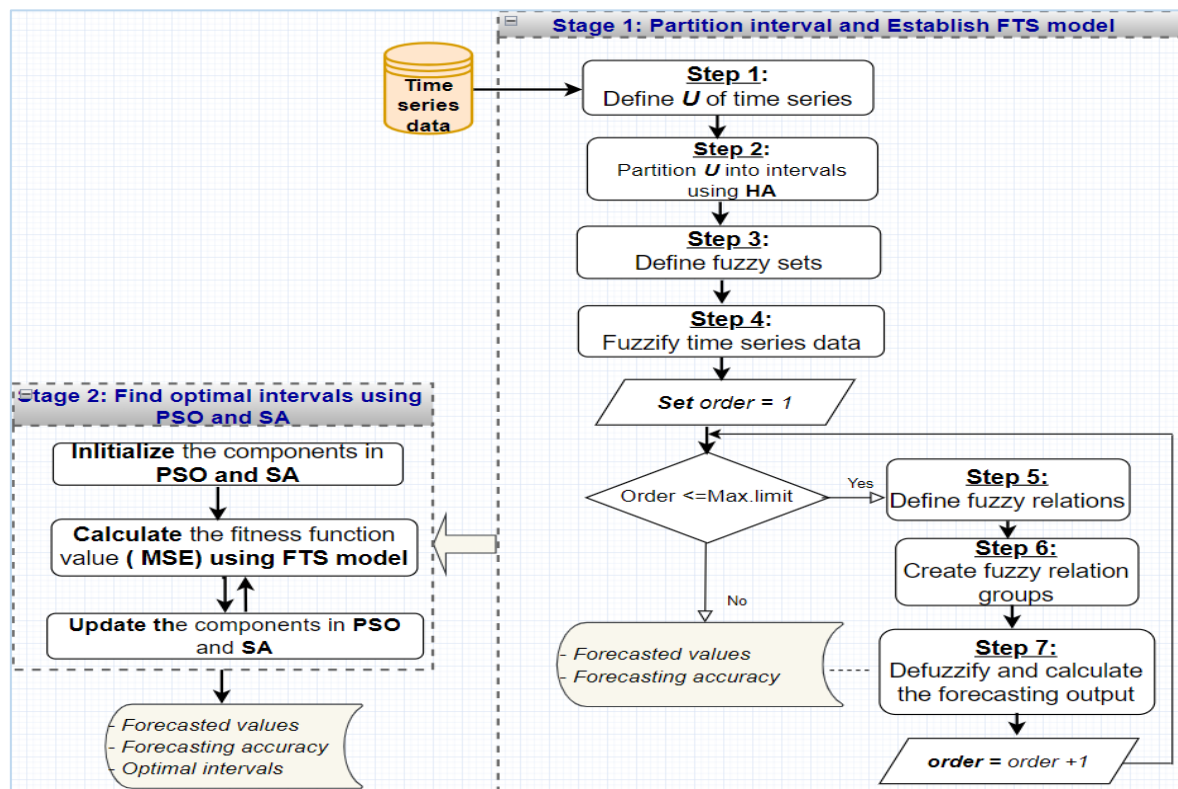 Stage 1: Partition interval and Establish FTS model
Time
series
data
Step 1:
Define U of time series
Step 2:
Partition U into intervals
using HA
Step 3:
Define fuzzy sets
Step 4:
Fuzzify time series data
Set order = 1
Order <=Max.limit
Yes
No
Step 5:
Define fuzzy relations
Step 6:
Create fuzzy relation
groups
Step 7:
Defuzzify and calculate
the forecasting output
order = order +1
- Forecasted values
- Forecasting accuracy
Stage 2: Find optimal intervals using
PSO and SA
Inlitialize the components in
PSO and SA
Calculate the fitness function
value ( MSE) using FTS model
Update the components in PSO
and SA
- Forecasted values
- Forecasting accuracy
- Optimal intervals